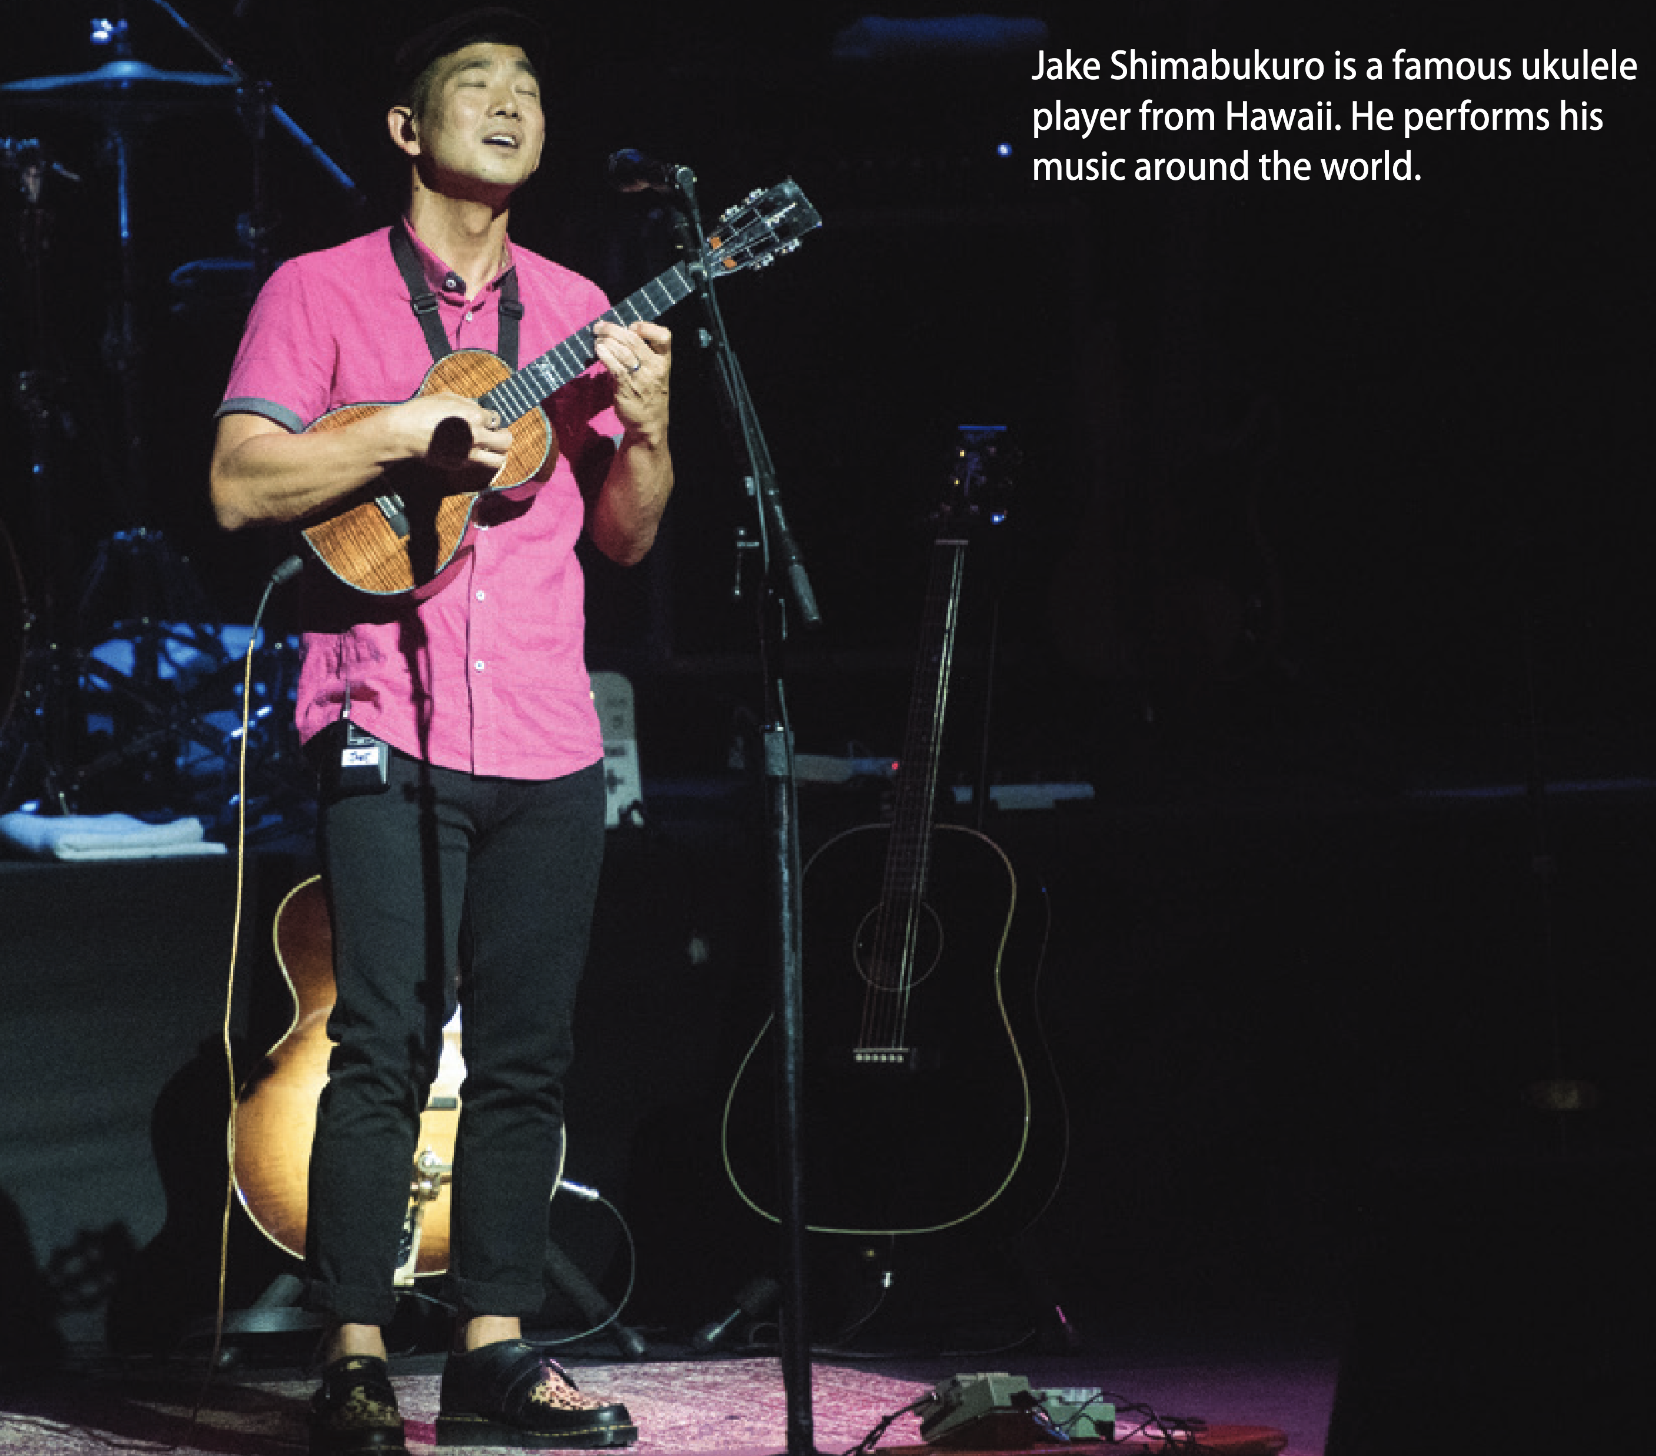 Jake Shimabukuro is a famous ukulele
player from Hawaii. He performs his
music around the world.